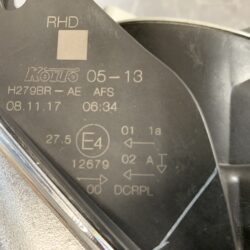 RHD
KOITO 05-13
H279BR-AE AFS
08.11.17 06:34
27.5 E4 01 1a
12679 02 A
00 DCRPL